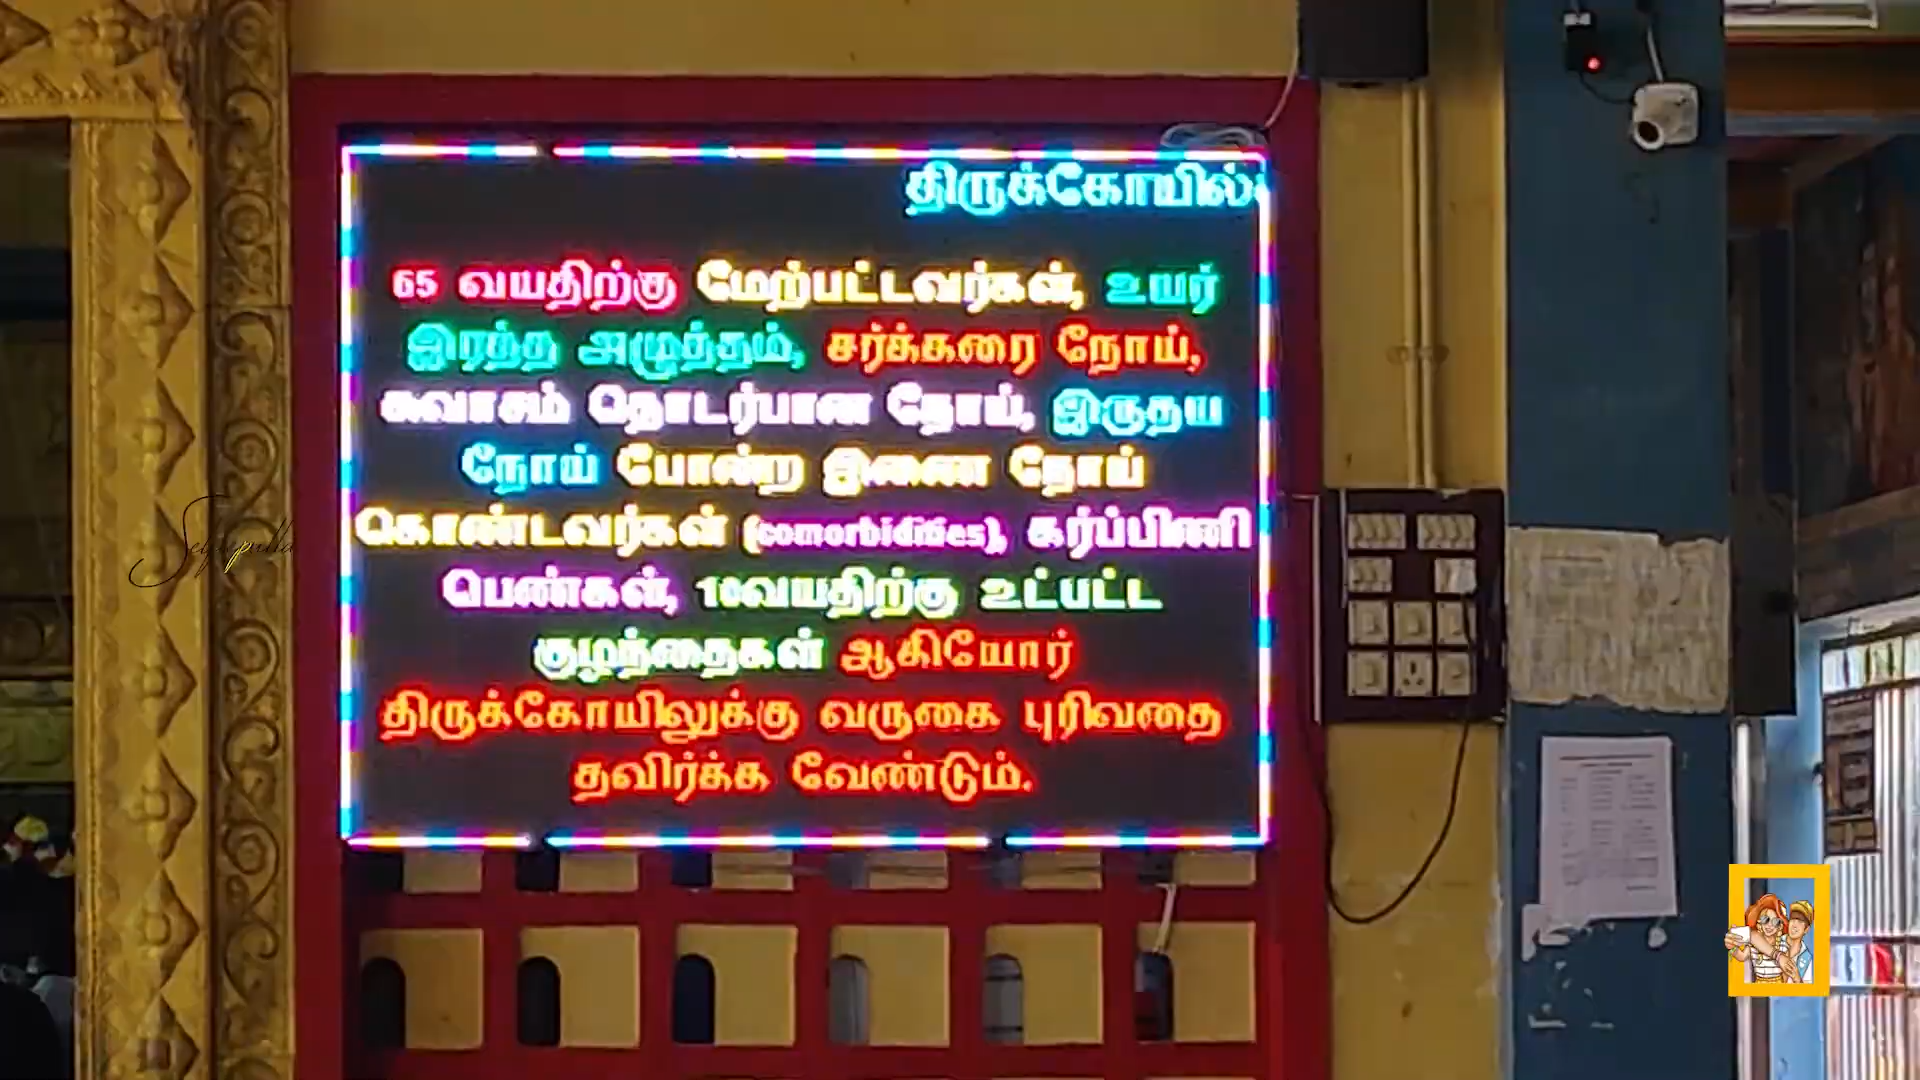 திருக்கோயில்
65 வயதிற்கு மேற்பட்டவர்கள், உயர்
இரத்த அழுத்தம், சர்க்கரை நோய்,
சுவாசம் தொடர்பான நோய், இருதய
நோய் போன்ற இணை நோய்
கொண்டவர்கள் (comorbidities), கர்ப்பிணி
பெண்கள், 10வயதிற்கு உட்பட்ட
குழந்தைகள் ஆகியோர்
திருக்கோயிலுக்கு வருகை புரிவதை
தவிர்க்க வேண்டும்.